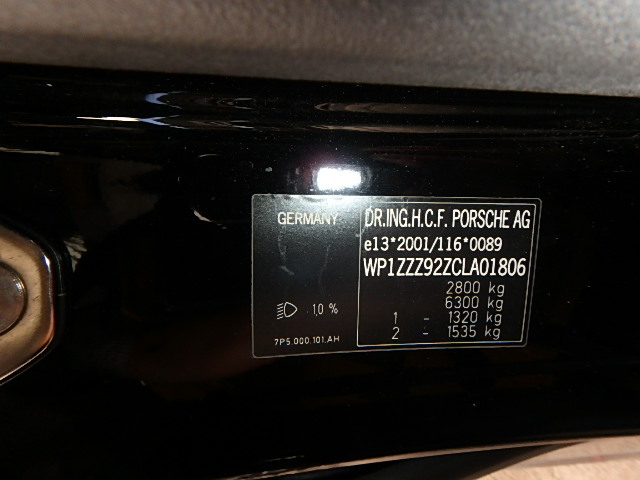 GERMANY
DR.ING.H.C.F. PORSCHE AG
e13*2001/116*0089
WP1ZZZ92ZCLA01806
2800 kg
6300 kg
1 - 1320 kg
2 - 1535 kg
1,0 %
7P5.000.101.AH